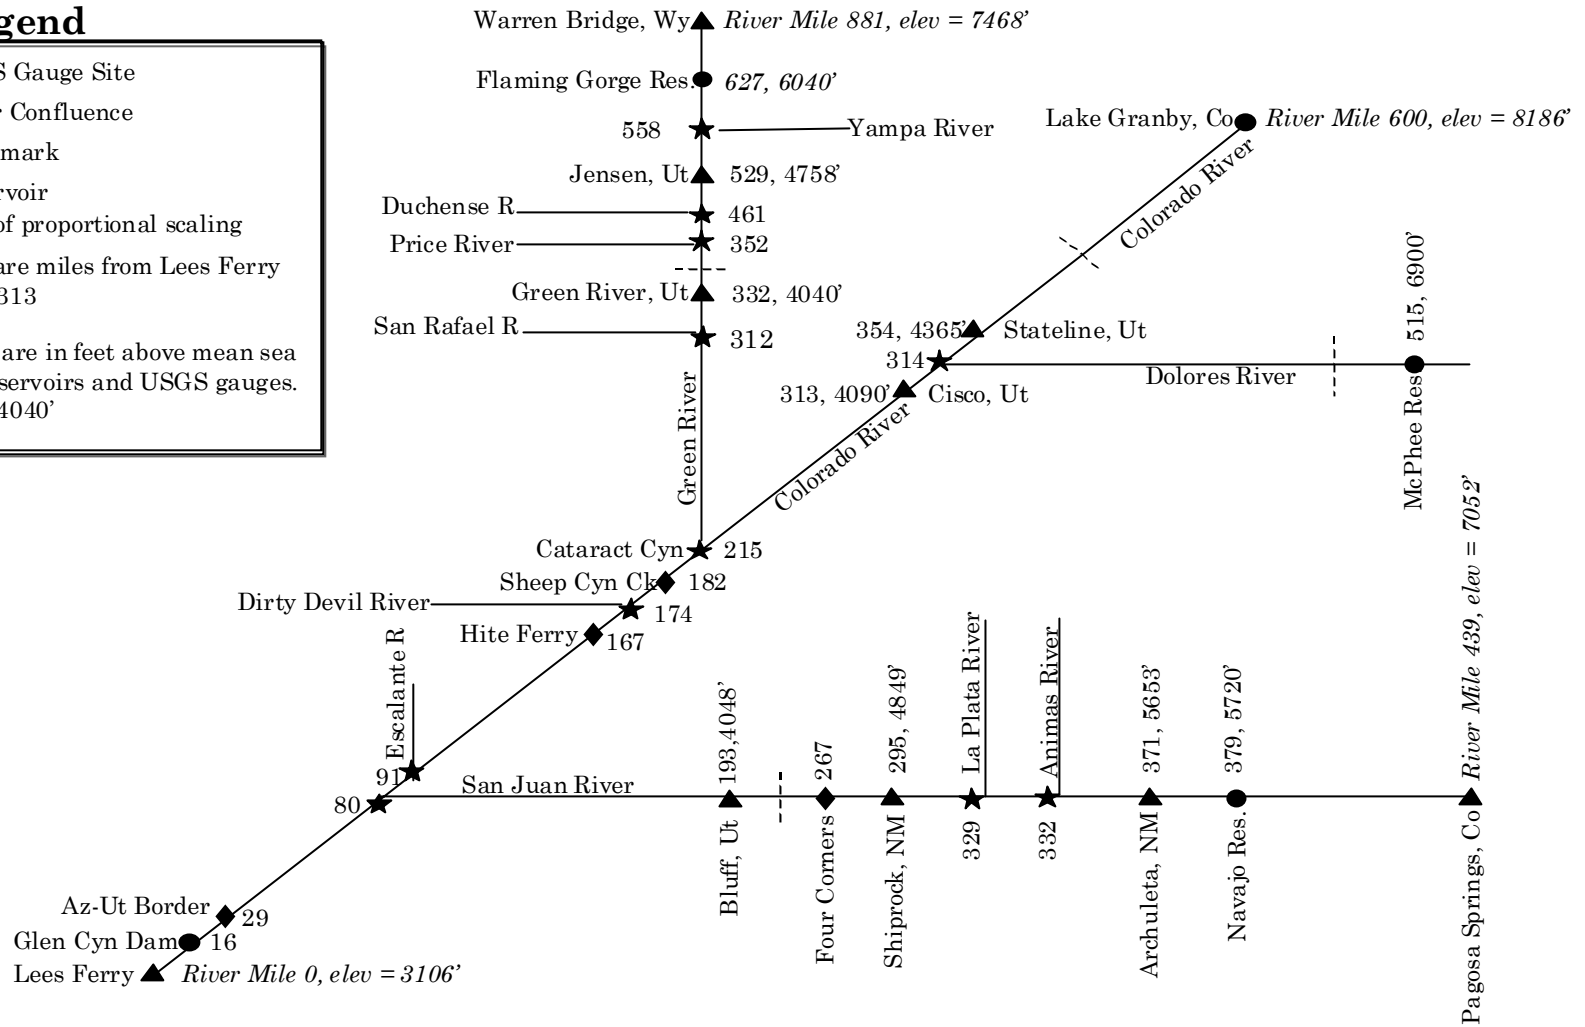 gend
S Gauge Site
r Confluence
mark
rvoir
of proportional scaling
are miles from Lees Ferry
313
are in feet above mean sea
servoirs and USGS gauges.
4040’
Warren Bridge, Wy River Mile 881, elev = 7468’
Flaming Gorge Res. 627, 6040’
558 Yampa River
Lake Granby, Co River Mile 600, elev = 8186’
Colorado River
Jensen, Ut 529, 4758’
Duchense R 461
Price River 352
Green River, Ut 332, 4040’
San Rafael R 312
Green River
354, 4365’ Stateline, Ut
314
Dolores River
McPhee Res 515, 6900’
313, 4090’ Cisco, Ut
Colorado River
Cataract Cyn 215
Sheep Cyn Ck 182
Dirty Devil River 174
Hite Ferry 167
Escalante R
91
80
San Juan River
Bluff, Ut 193,4048’
Four Corners 267
Shiprock, NM 295, 4849’
329 La Plata River
332 Animas River
Archuleta, NM 371, 5653’
Navajo Res. 379, 5720’
Pagosa Springs, Co River Mile 439, elev = 7052’
Az-Ut Border 29
Glen Cyn Dam 16
Lees Ferry River Mile 0, elev = 3106’